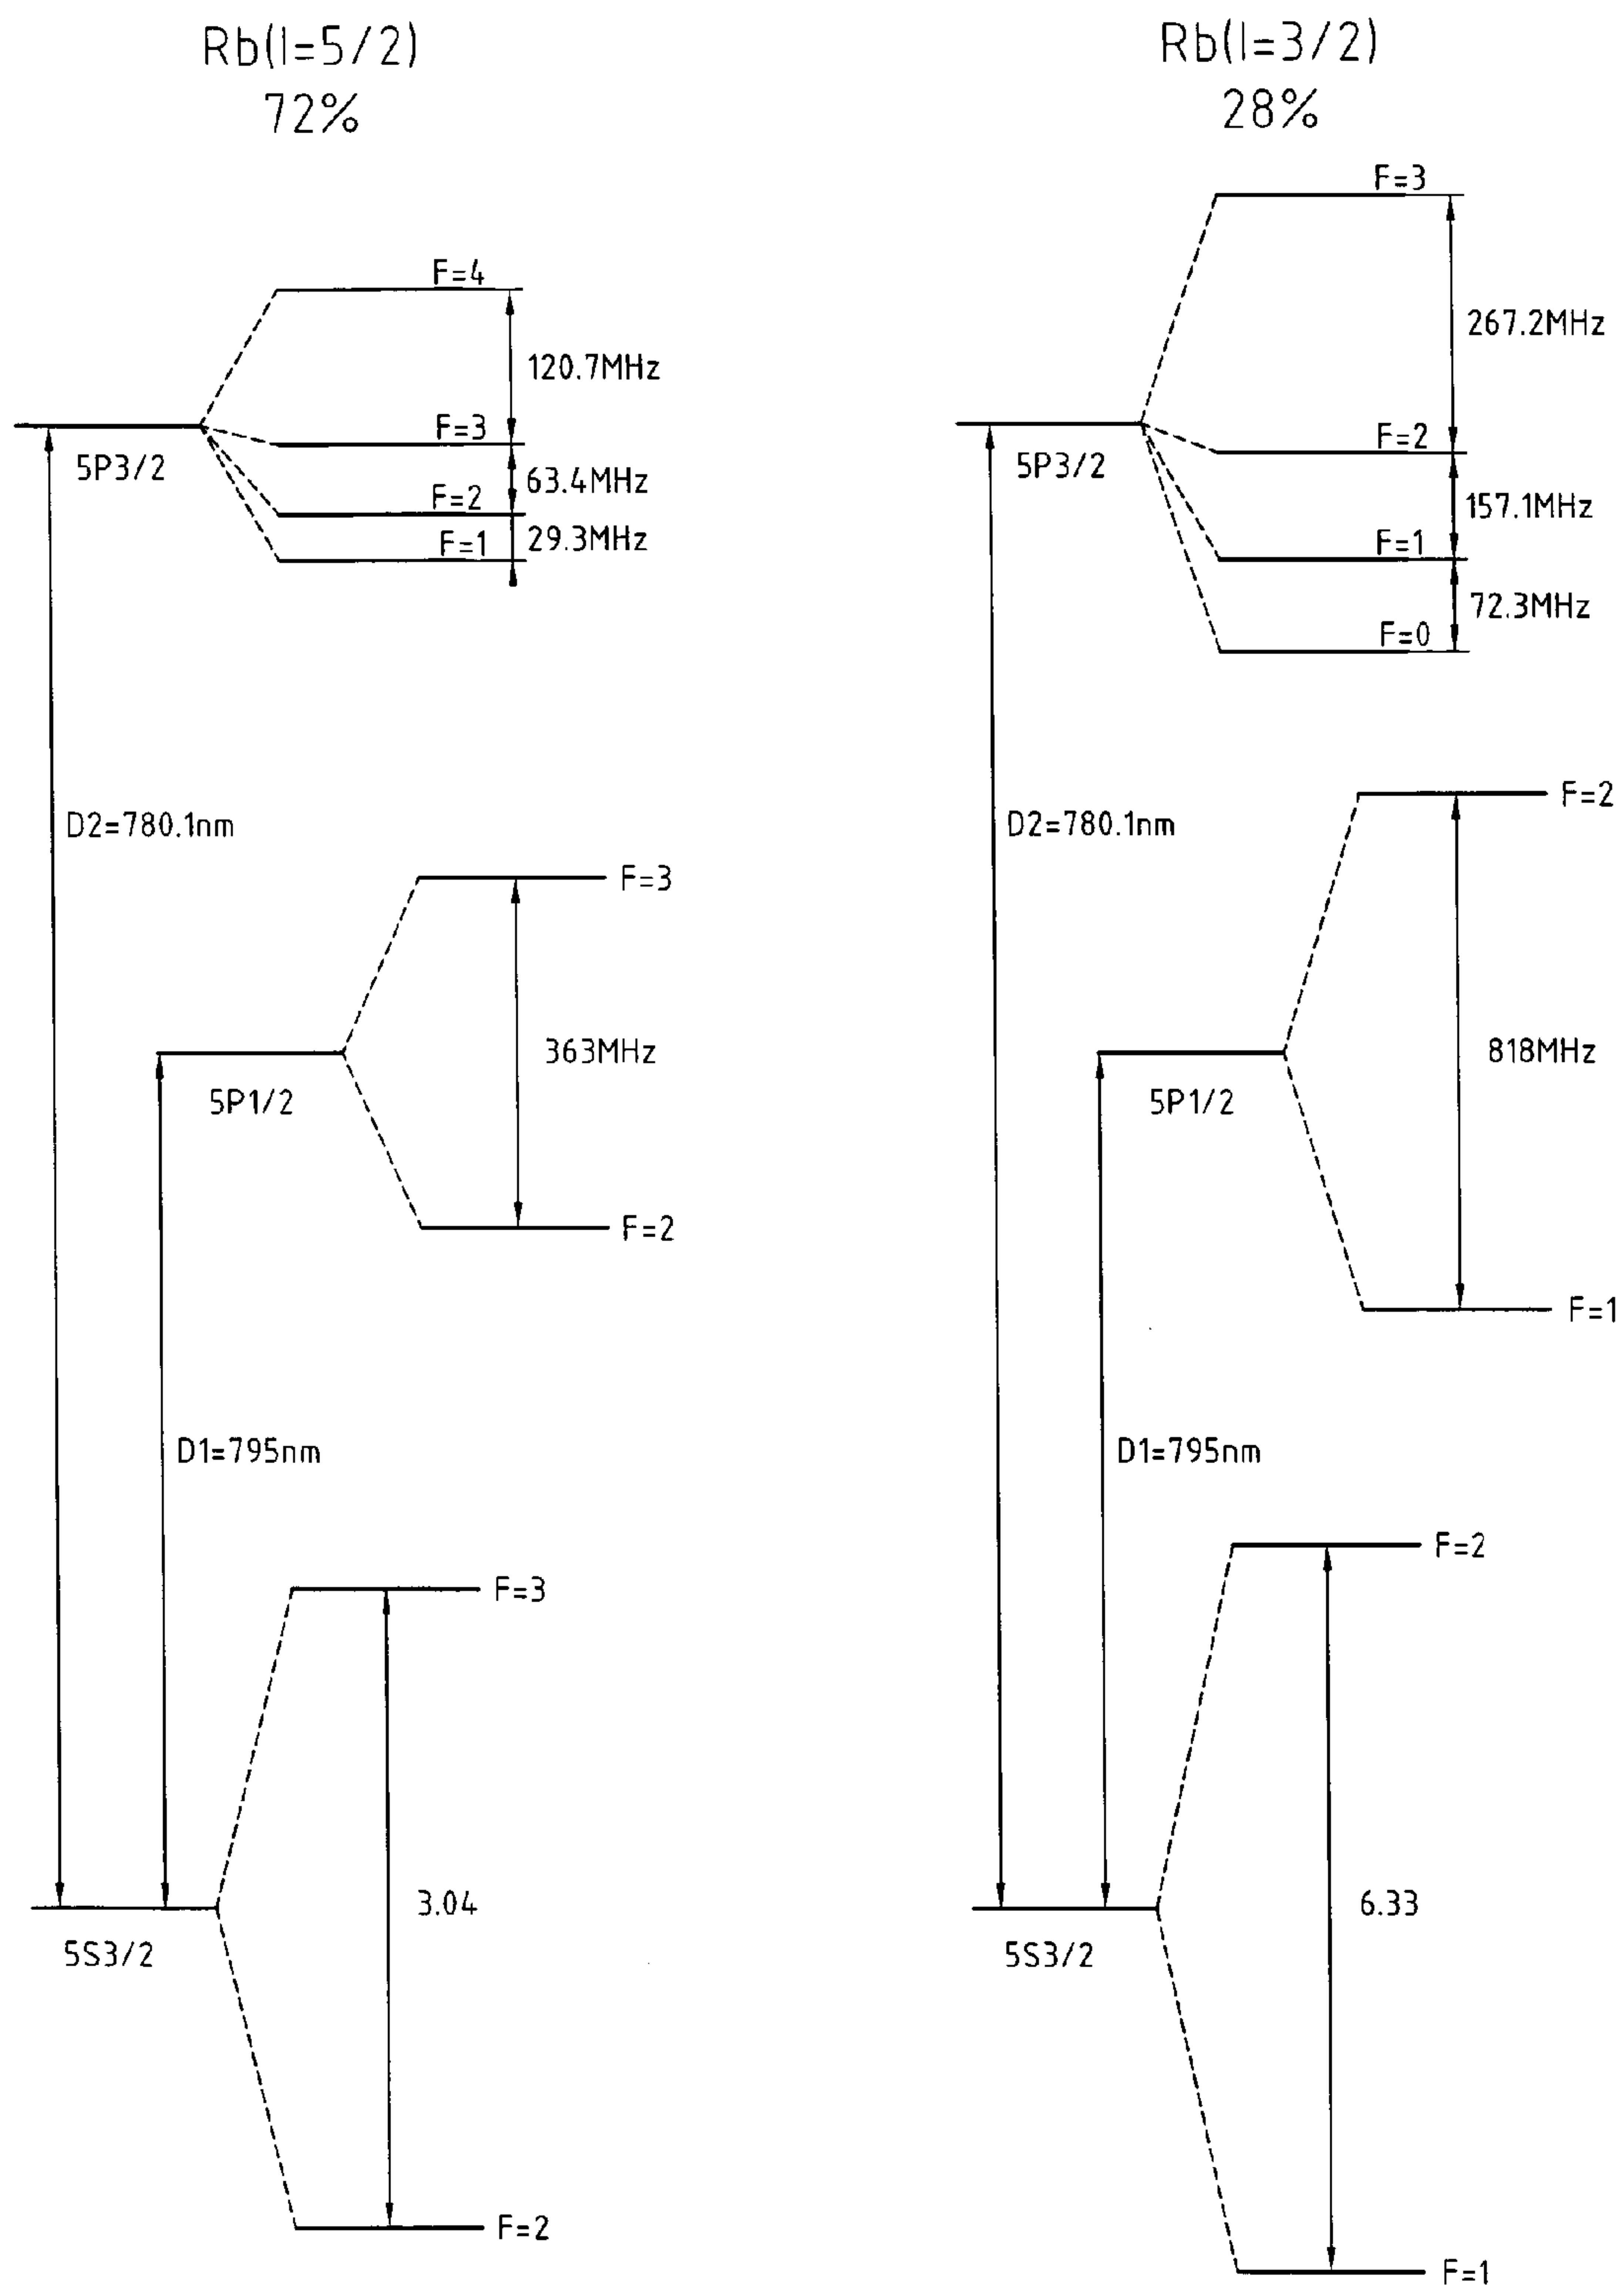 Rb(I=5/2)
72%
F=4
120.7MHz
F=3
5P3/2
63.4MHz
F=2
29.3MHz
F=1
D2=780.1nm
F=3
363MHz
5P1/2
F=2
D1=795nm
F=3
3.04
5S3/2
F=2
Rb(I=3/2)
28%
F=3
267.2MHz
F=2
5P3/2
157.1MHz
F=1
72.3MHz
F=0
F=2
D2=780.1nm
818MHz
5P1/2
F=1
D1=795nm
F=2
6.33
5S3/2
F=1